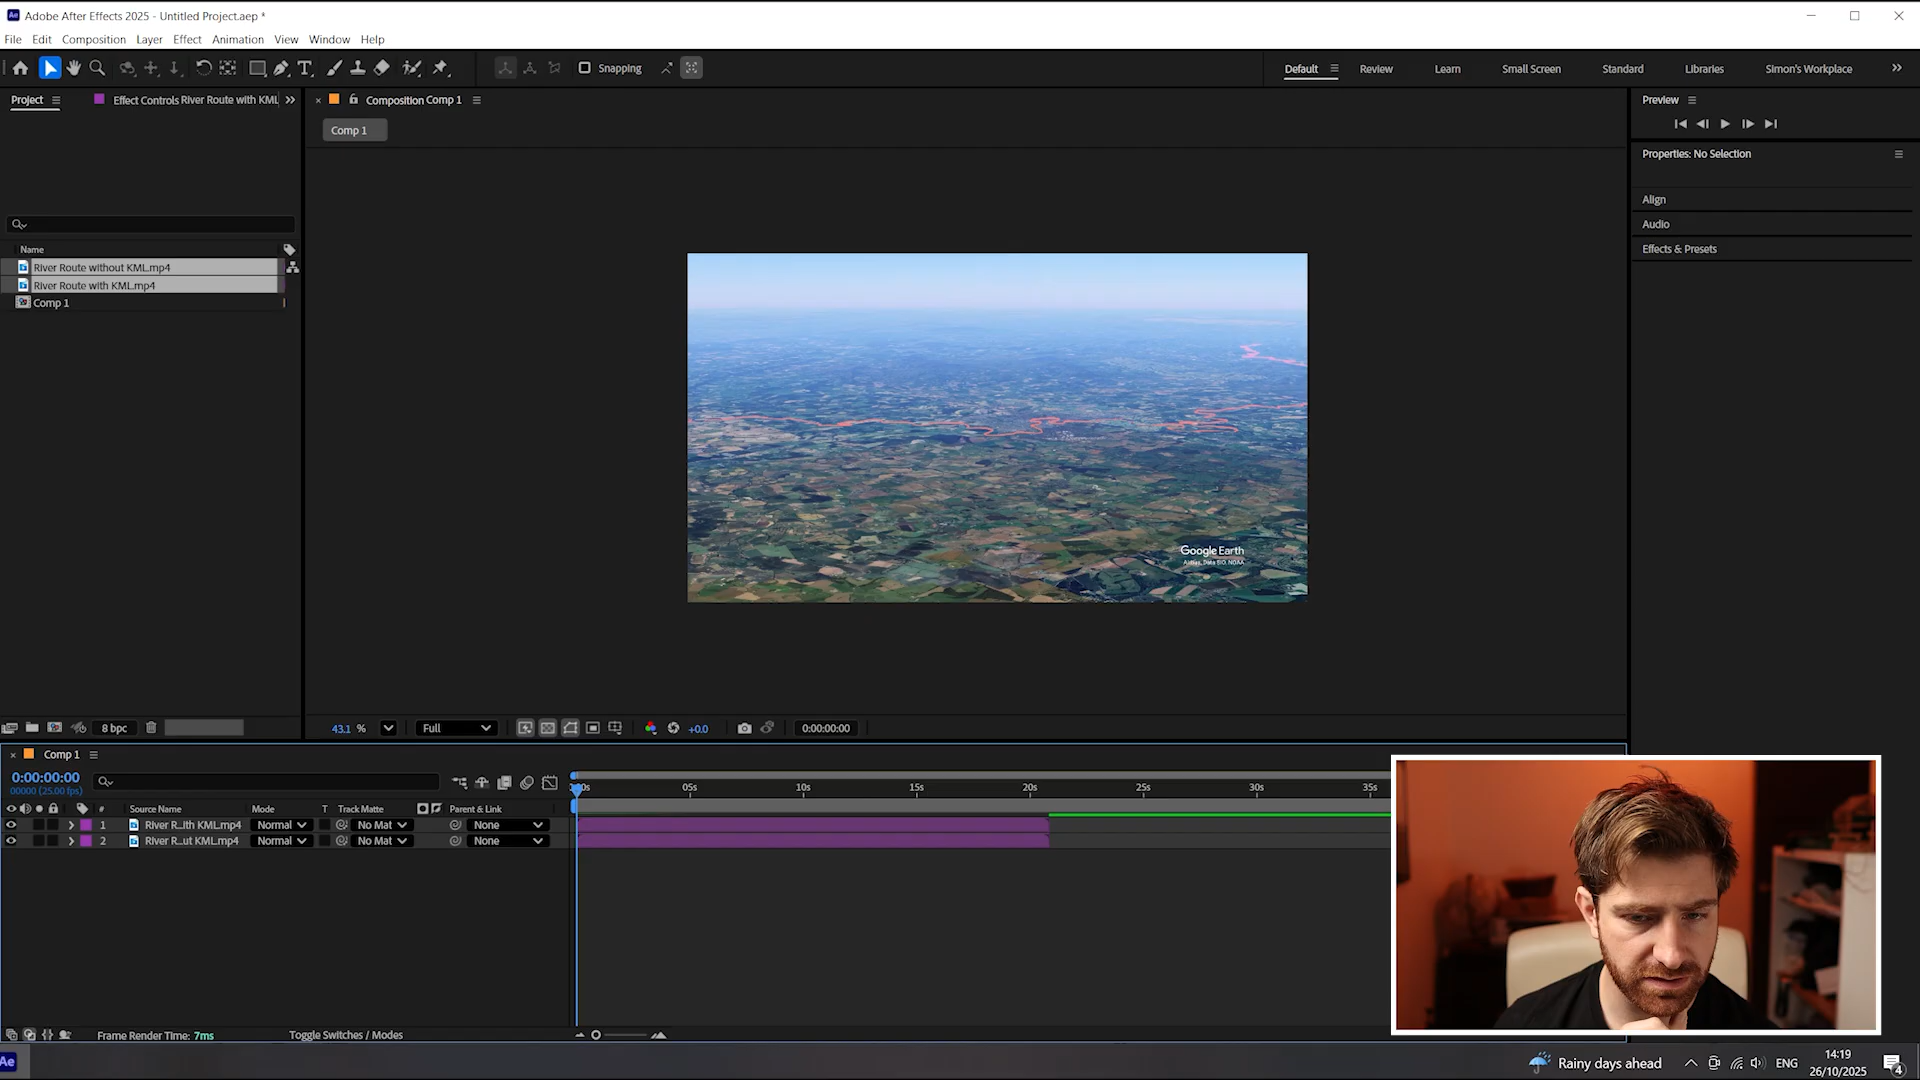 Adobe After Effects 2025 - Untitled Project.aep *
File Edit Composition Layer Effect Animation View Window Help
Snapping
Default Review Learn Small Screen Standard Libraries Simon's Workplace
Project Effect Controls River Route with KML
Composition Comp 1
Comp 1
Preview
Properties: No Selection
Align
Audio
Effects & Presets
Name
River Route without KML.mp4
River Route with KML.mp4
Comp 1
Google Earth
8 bpc
43.1 % Full +0.0 0:00:00:00
Comp 1
0:00:00:00
00000 (25.00 fps)
05s 10s 15s 20s 25s 30s 35s
# Source Name Mode T Track Matte Parent & Link
1 River R...ith KML.mp4 Normal No Mat None
2 River R...ut KML.mp4 Normal No Mat None
Frame Render Time: 7ms Toggle Switches / Modes
Ae
Rainy days ahead ENG 14:19
26/10/2025 4